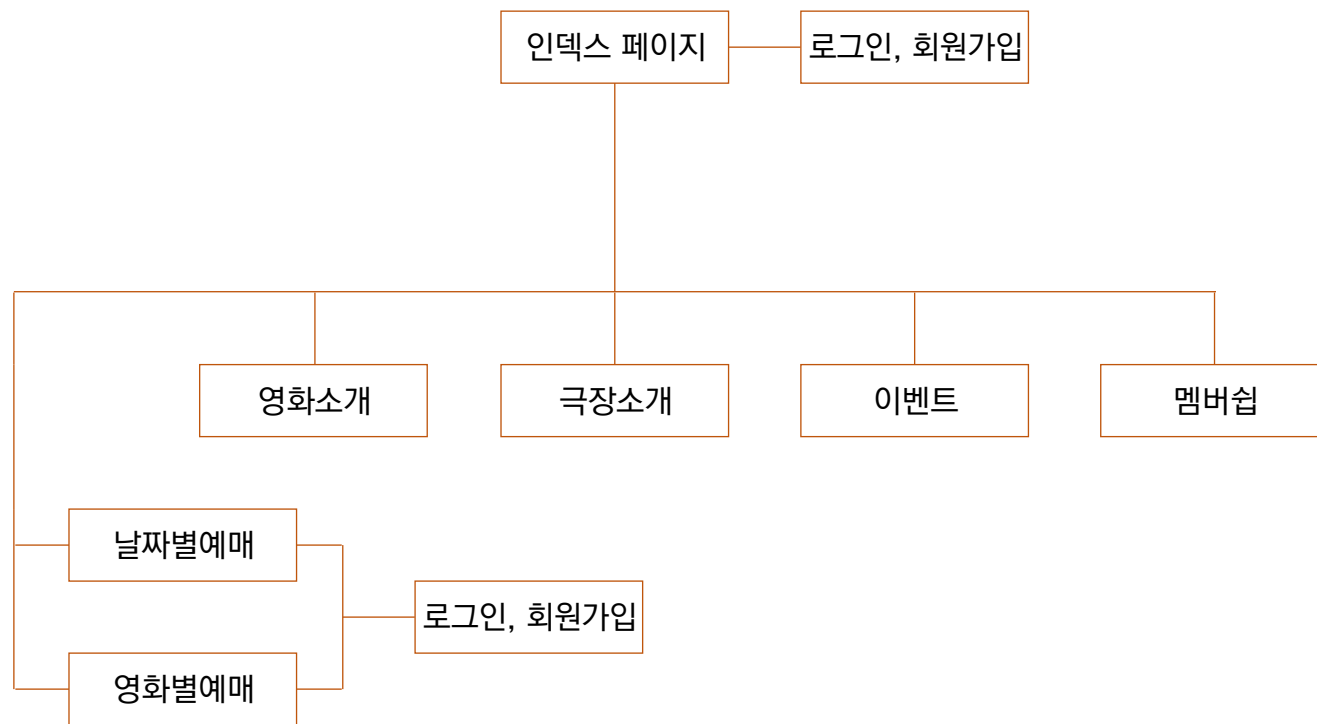 인덱스 페이지
로그인, 회원가입
영화소개
극장소개
이벤트
멤버쉽
날짜별예매
로그인, 회원가입
영화별예매